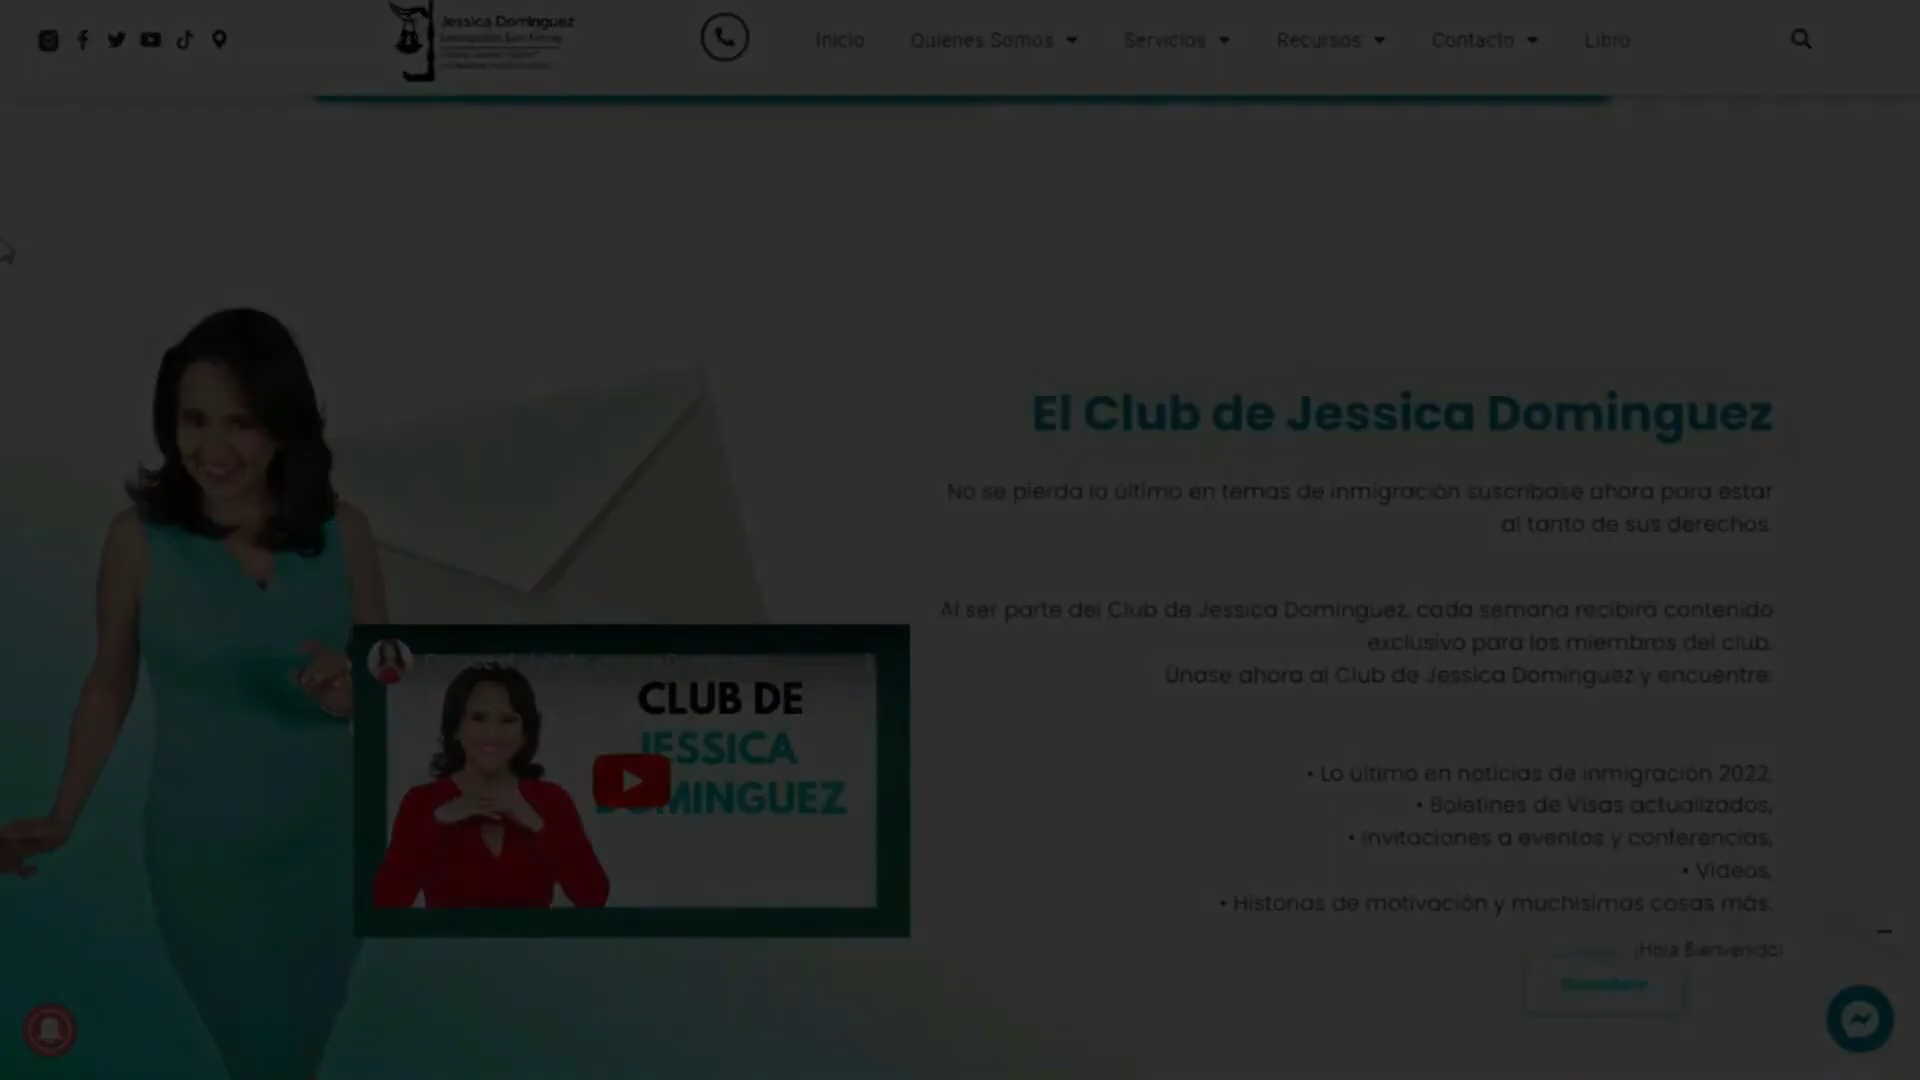 Jessica Dominguez
Inicio
Quienes Somos
Servicios
Recursos
Contacto
Libro
El Club de Jessica Dominguez
No se pierda lo último en temas de inmigración suscríbase ahora para estar
al tanto de sus derechos.
Al ser parte del Club de Jessica Dominguez, cada semana recibirá contenido
exclusivo para los miembros del club.
Únase ahora al Club de Jessica Dominguez y encuentre:
CLUB DE
JESSICA
DOMINGUEZ
• Lo último en noticias de inmigración 2022,
• Boletines de Visas actualizados,
• Invitaciones a eventos y conferencias,
• Videos,
• Historias de motivación y muchísimas cosas más.
¡Hola Bienvenido!